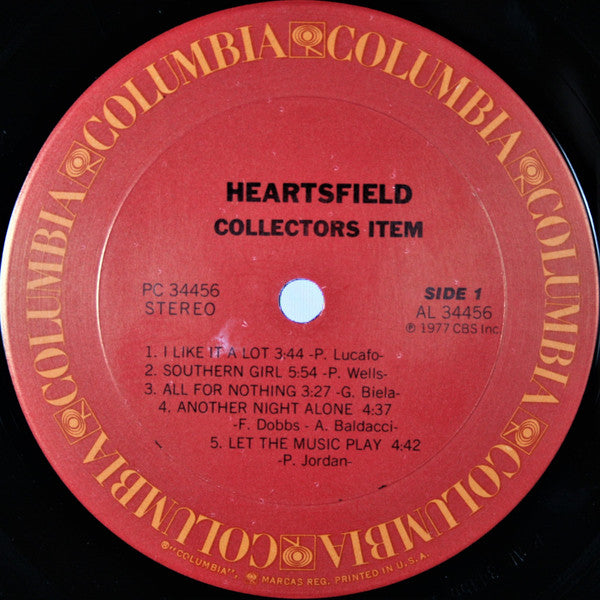 COLUMBIA COLUMBIA COLUMBIA COLUMBIA COLUMBIA COLUMBIA
HEARTSFIELD
COLLECTORS ITEM
PC 34456
STEREO
SIDE 1
AL 34456
℗ 1977 CBS Inc.
1. I LIKE IT A LOT 3:44 -P. Lucafo-
2. SOUTHERN GIRL 5:54 -P. Wells-
3. ALL FOR NOTHING 3:27 -G. Biela-
4. ANOTHER NIGHT ALONE 4:37
-F. Dobbs - A. Baldacci-
5. LET THE MUSIC PLAY 4:42
-P. Jordan-
®"COLUMBIA", MARCAS REG. PRINTED IN U.S.A.